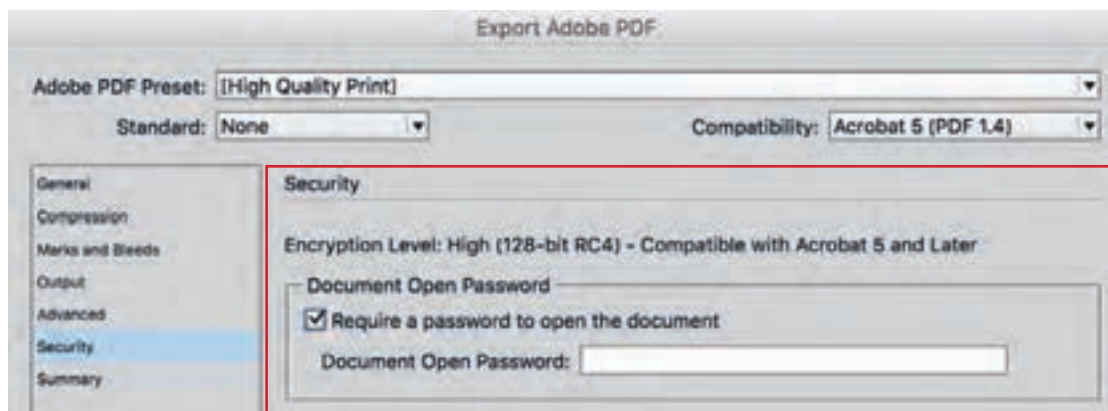 Export Adobe PDF
Adobe PDF Preset: [High Quality Print]
Standard: None Compatibility: Acrobat 5 (PDF 1.4)
General
Compression
Marks and Bleeds
Output
Advanced
Security
Summary
Security
Encryption Level: High (128-bit RC4) - Compatible with Acrobat 5 and Later
Document Open Password
Require a password to open the document
Document Open Password: